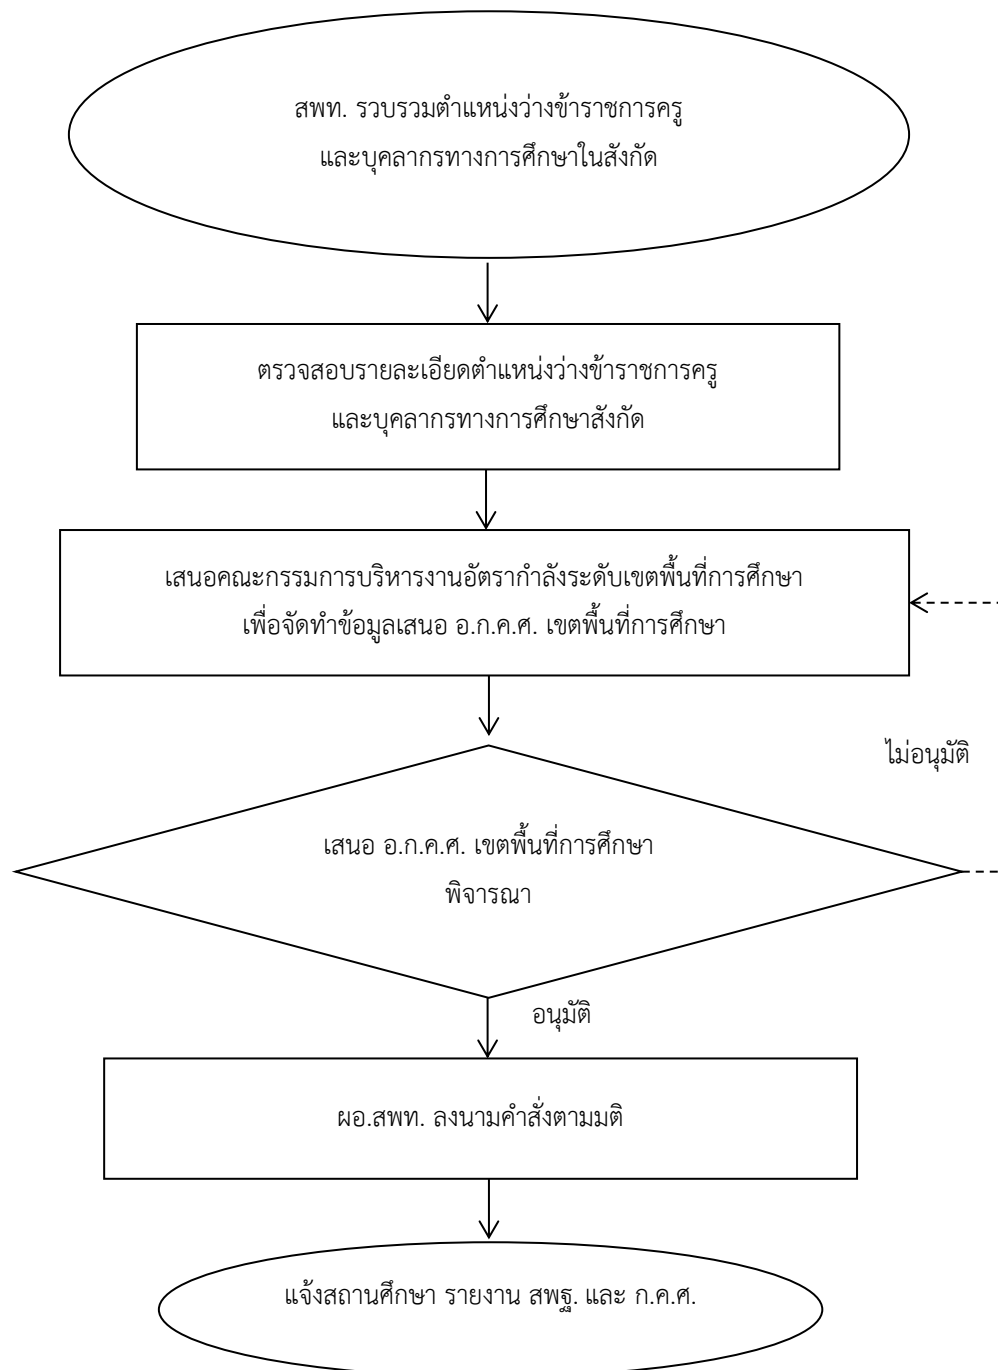 สพท. รวบรวมตำแหน่งว่างข้าราชการครู
และบุคลากรทางการศึกษาในสังกัด
ตรวจสอบรายละเอียดตำแหน่งว่างข้าราชการครู
และบุคลากรทางการศึกษาสังกัด
เสนอคณะกรรมการบริหารงานอัตรากำลังระดับเขตพื้นที่การศึกษา
เพื่อจัดทำข้อมูลเสนอ อ.ก.ค.ศ. เขตพื้นที่การศึกษา
ไม่อนุมัติ
เสนอ อ.ก.ค.ศ. เขตพื้นที่การศึกษา
พิจารณา
อนุมัติ
ผอ.สพท. ลงนามคำสั่งตามมติ
แจ้งสถานศึกษา รายงาน สพฐ. และ ก.ค.ศ.